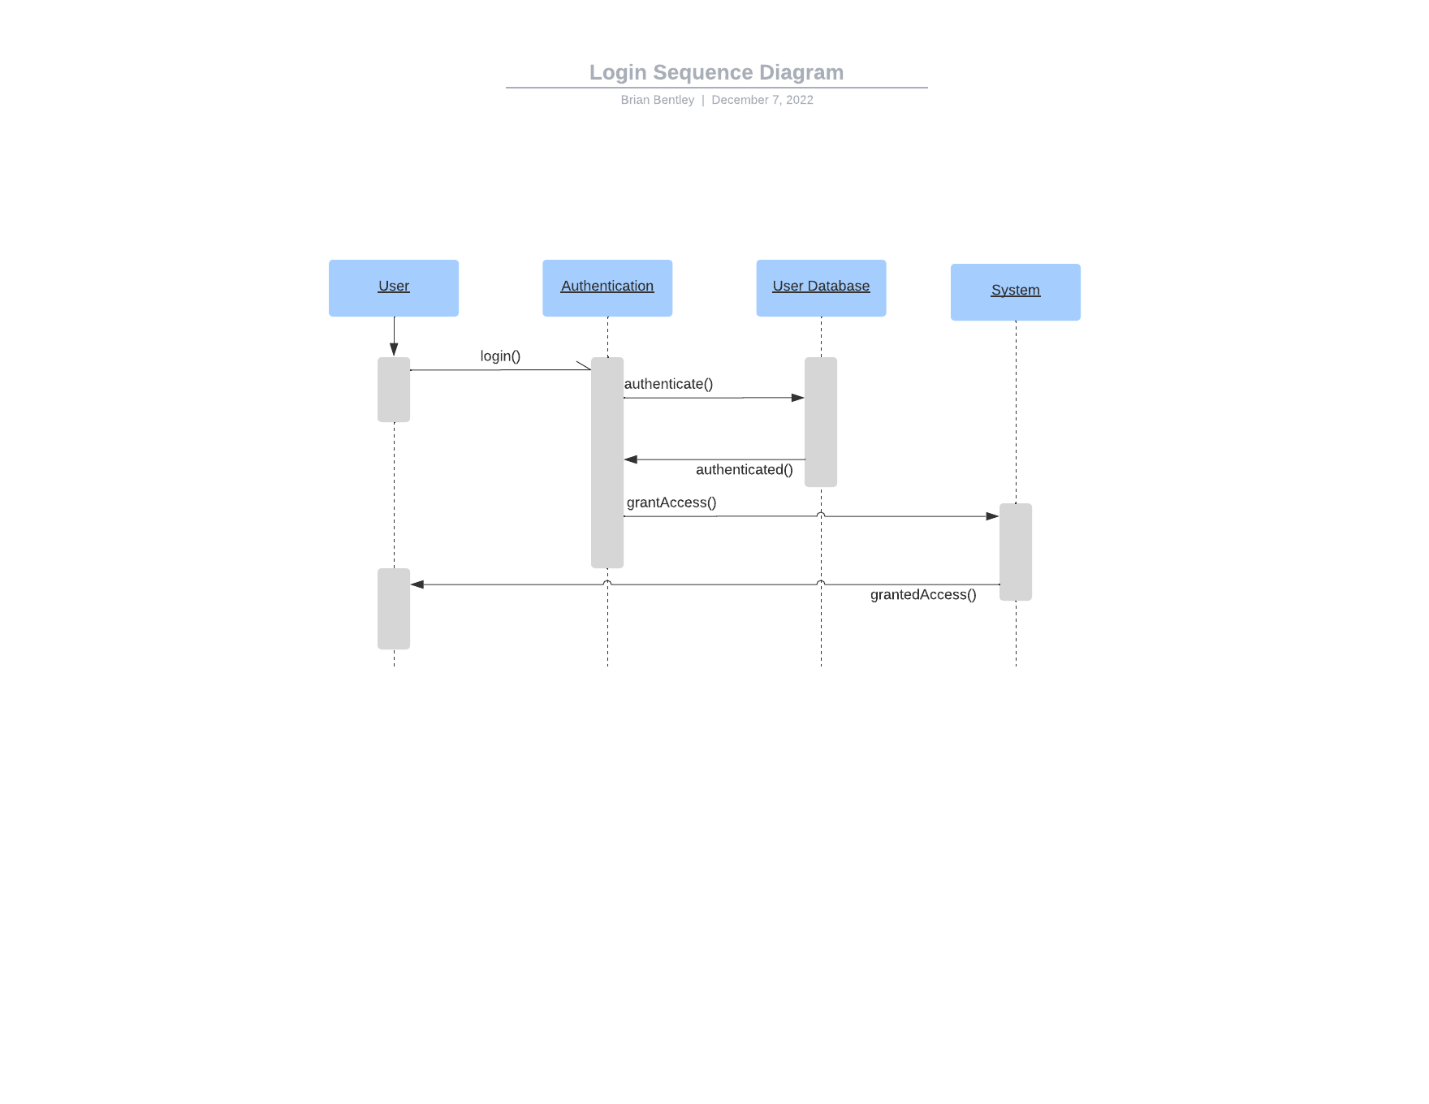 Login Sequence Diagram
Brian Bentley | December 7, 2022
User
Authentication
User Database
System
login()
authenticate()
authenticated()
grantAccess()
grantedAccess()